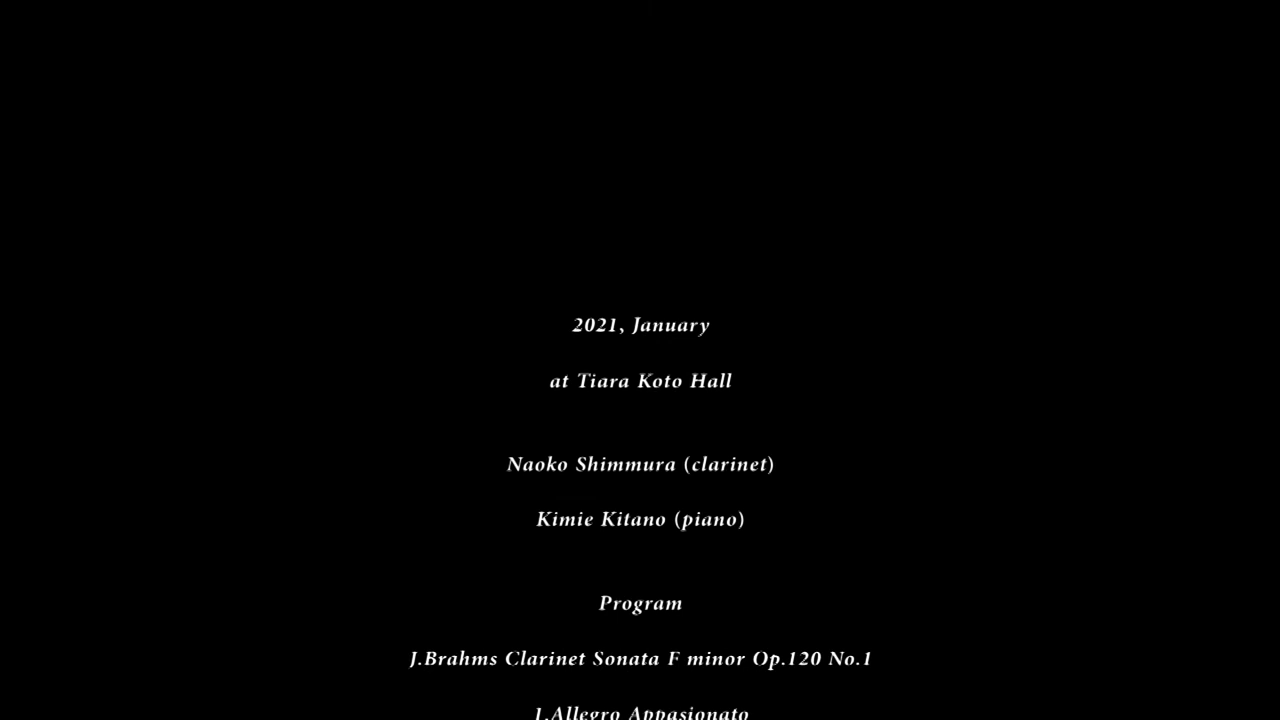 2021, January
at Tiara Koto Hall
Naoko Shimmura (clarinet)
Kimie Kitano (piano)
Program
J.Brahms Clarinet Sonata F minor Op.120 No.1
1.Allegro Appasionato